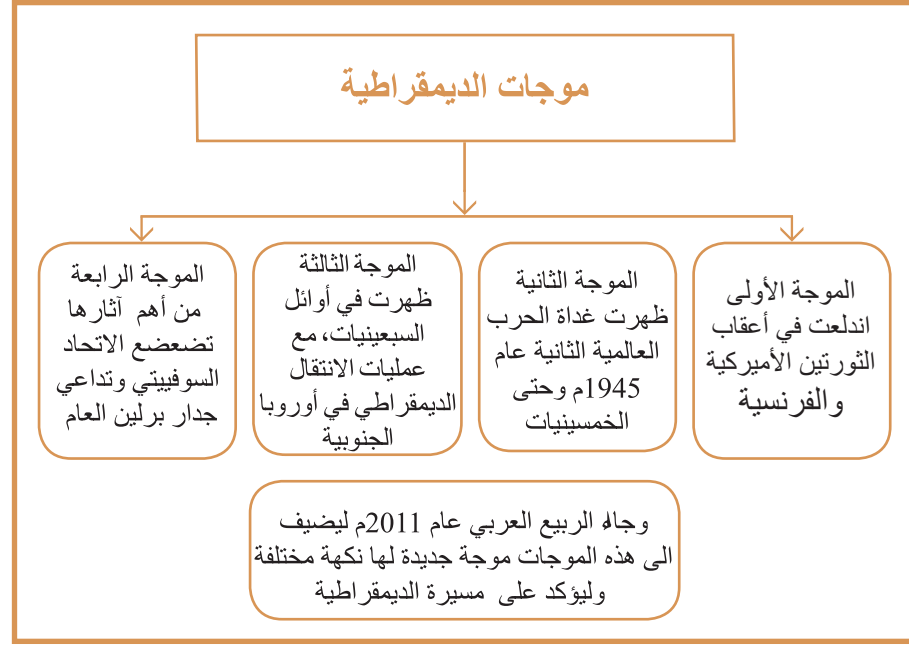 موجات الديمقراطية
الموجة الأولى
اندلعت في أعقاب
الثورتين الأميركية
والفرنسية
الموجة الثانية
ظهرت غداة الحرب
العالمية الثانية عام
1945م وحتى
الخمسينيات
الموجة الثالثة
ظهرت في أوائل
السبعينيات، مع
عمليات الانتقال
الديمقراطي في أوروبا
الجنوبية
الموجة الرابعة
من أهم آثارها
تضعضع الاتحاد
السوفييتي وتداعي
جدار برلين العام
وجاء الربيع العربي عام 2011م ليضيف
الى هذه الموجات موجة جديدة لها نكهة مختلفة
وليؤكد على مسيرة الديمقراطية